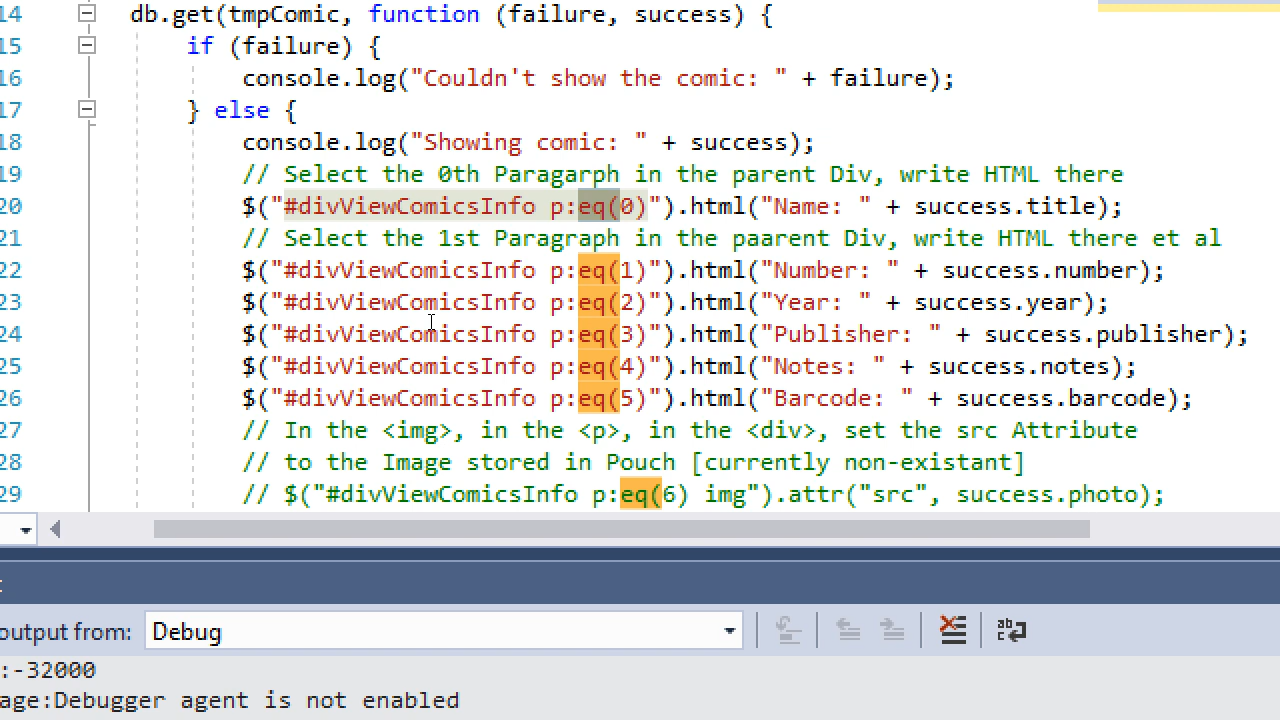 14 db.get(tmpComic, function (failure, success) {
15 if (failure) {
16 console.log("Couldn't show the comic: " + failure);
17 } else {
18 console.log("Showing comic: " + success);
19 // Select the 0th Paragarph in the parent Div, write HTML there
20 $("#divViewComicsInfo p:eq(0)").html("Name: " + success.title);
21 // Select the 1st Paragraph in the paarent Div, write HTML there et al
22 $("#divViewComicsInfo p:eq(1)").html("Number: " + success.number);
23 $("#divViewComicsInfo p:eq(2)").html("Year: " + success.year);
24 $("#divViewComicsInfo p:eq(3)").html("Publisher: " + success.publisher);
25 $("#divViewComicsInfo p:eq(4)").html("Notes: " + success.notes);
26 $("#divViewComicsInfo p:eq(5)").html("Barcode: " + success.barcode);
27 // In the <img>, in the <p>, in the <div>, set the src Attribute
28 // to the Image stored in Pouch [currently non-existant]
29 // $("#divViewComicsInfo p:eq(6) img").attr("src", success.photo);
output from: Debug
:-32000
age:Debugger agent is not enabled